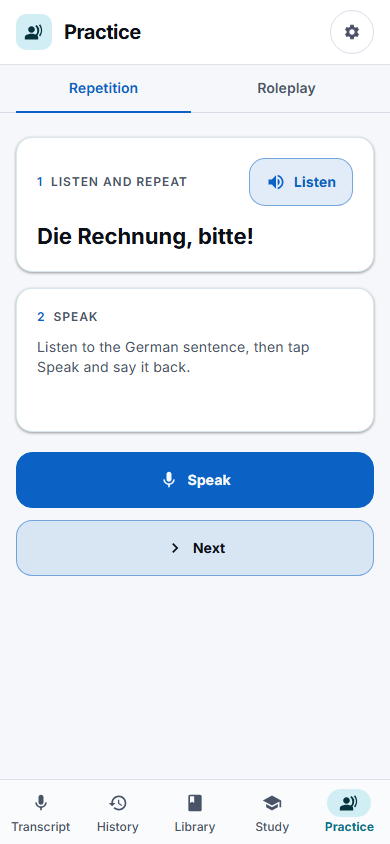 Practice
Repetition
Roleplay
1 LISTEN AND REPEAT
Listen
Die Rechnung, bitte!
2 SPEAK
Listen to the German sentence, then tap
Speak and say it back.
Speak
Next
Transcript
History
Library
Study
Practice